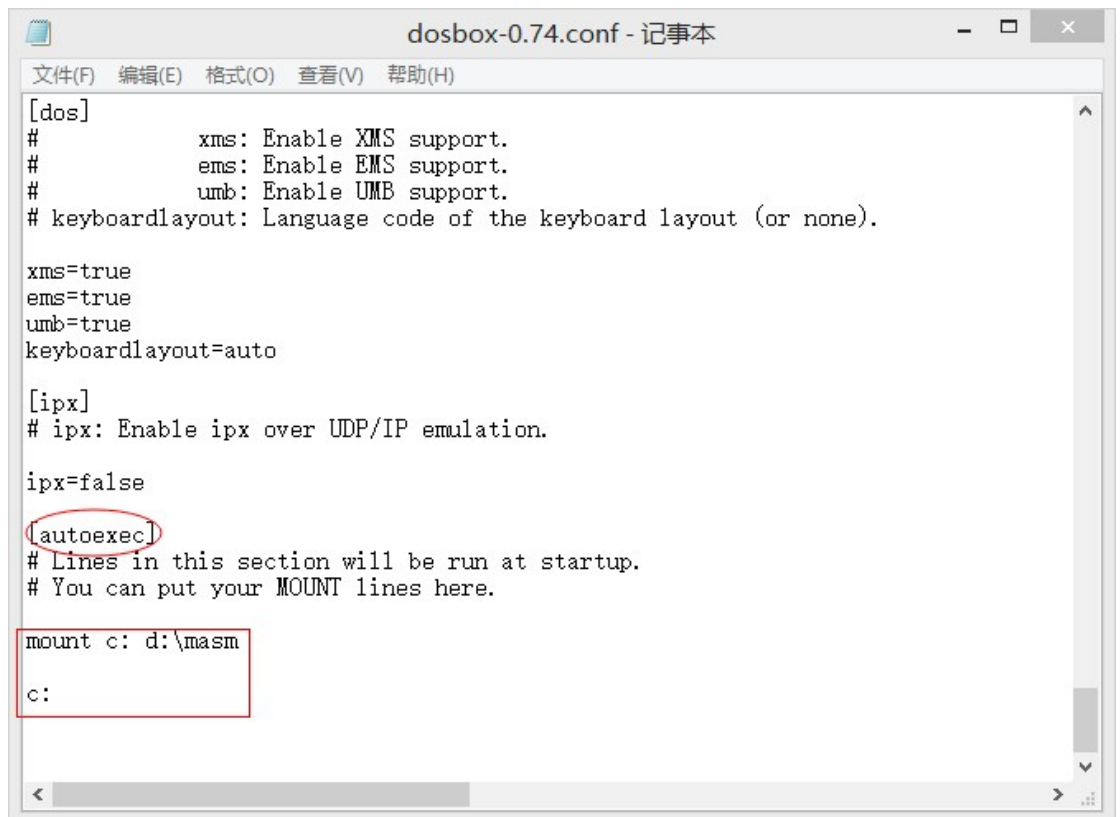 dosbox-0.74.conf - 记事本
文件(F) 编辑(E) 格式(O) 查看(V) 帮助(H)
[dos]
# xms: Enable XMS support.
# ems: Enable EMS support.
# umb: Enable UMB support.
# keyboardlayout: Language code of the keyboard layout (or none).
xms=true
ems=true
umb=true
keyboardlayout=auto
[ipx]
# ipx: Enable ipx over UDP/IP emulation.
ipx=false
[autoexec]
# Lines in this section will be run at startup.
# You can put your MOUNT lines here.
mount c: d:\masm
c: